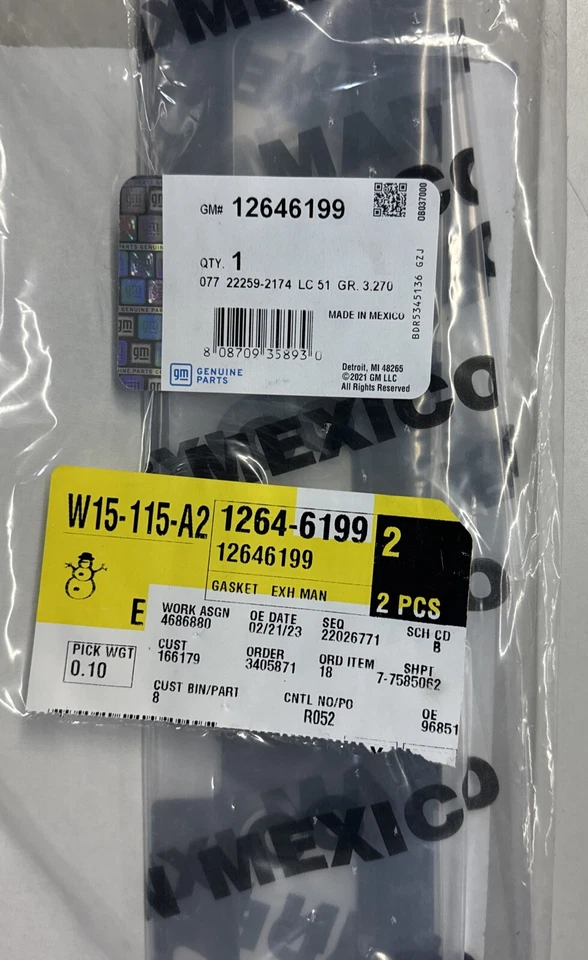 MEXICO
GM# 12646199
0B037000
QTY. 1
077 22259-2174 LC 51 GR. 3.270
BDR5345136 GZJ
MADE IN MEXICO
8 08709 35893 0
gm GENUINE
PARTS
Detroit, MI 48265
©2021 GM LLC
All Rights Reserved
MEXICO
W15-115-A2
1264-6199
2
12646199
GASKET EXH MAN
2 PCS
E
WORK ASGN
4686880
OE DATE
02/21/23
SEQ
22026771
SCH CD
B
PICK WGT
0.10
CUST
166179
ORDER
3405871
ORD ITEM
18
SHPT
7-7585062
CUST BIN/PART
8
CNTL NO/PO
R052
OE
96851
MEXICO